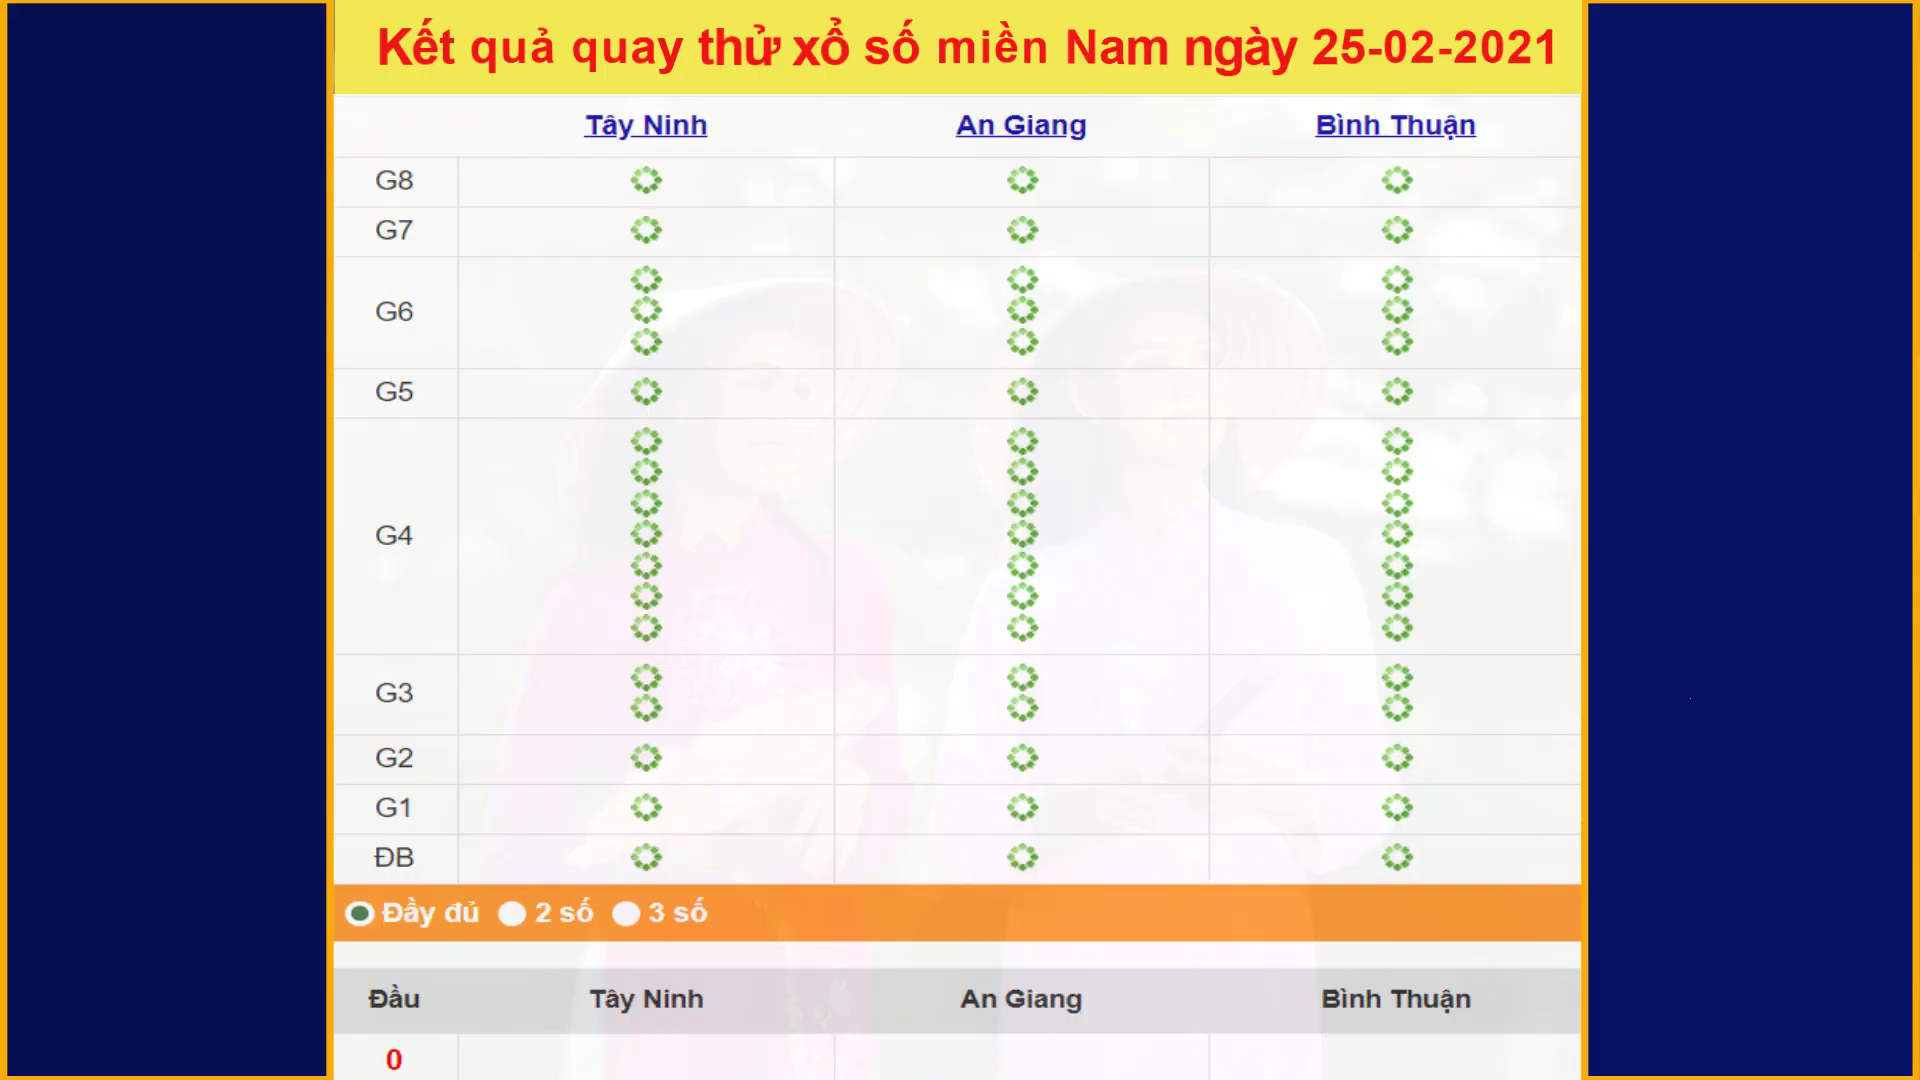 Kết quả quay thử xổ số miền Nam ngày 25-02-2021
Tây Ninh An Giang Bình Thuận
G8
G7
G6
G5
G4
G3
G2
G1
ĐB
Đầy đủ 2 số 3 số
Đầu Tây Ninh An Giang Bình Thuận
0